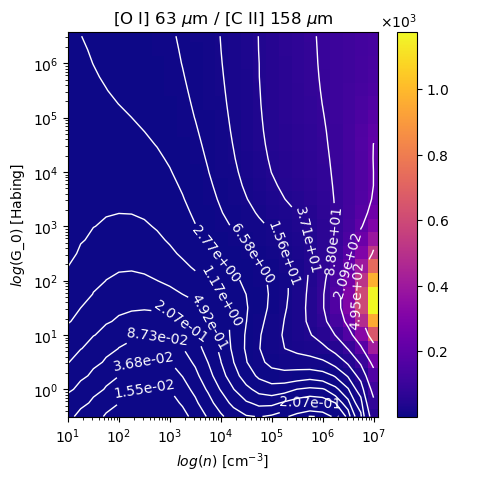 [O I] 63 μm / [C II] 158 μm
×10³
log(G_0) [Habing]
10⁶
10⁵
10⁴
10³
10²
10¹
10⁰
2.77e+00
6.58e+00
1.56e+01
3.71e+01
8.80e+01
2.09e+02
4.95e+02
1.17e+00
4.92e-01
2.07e-01
8.73e-02
3.68e-02
1.55e-02
2.07e-01
1.0
0.8
0.6
0.4
0.2
10¹ 10² 10³ 10⁴ 10⁵ 10⁶ 10⁷
log(n) [cm⁻³]